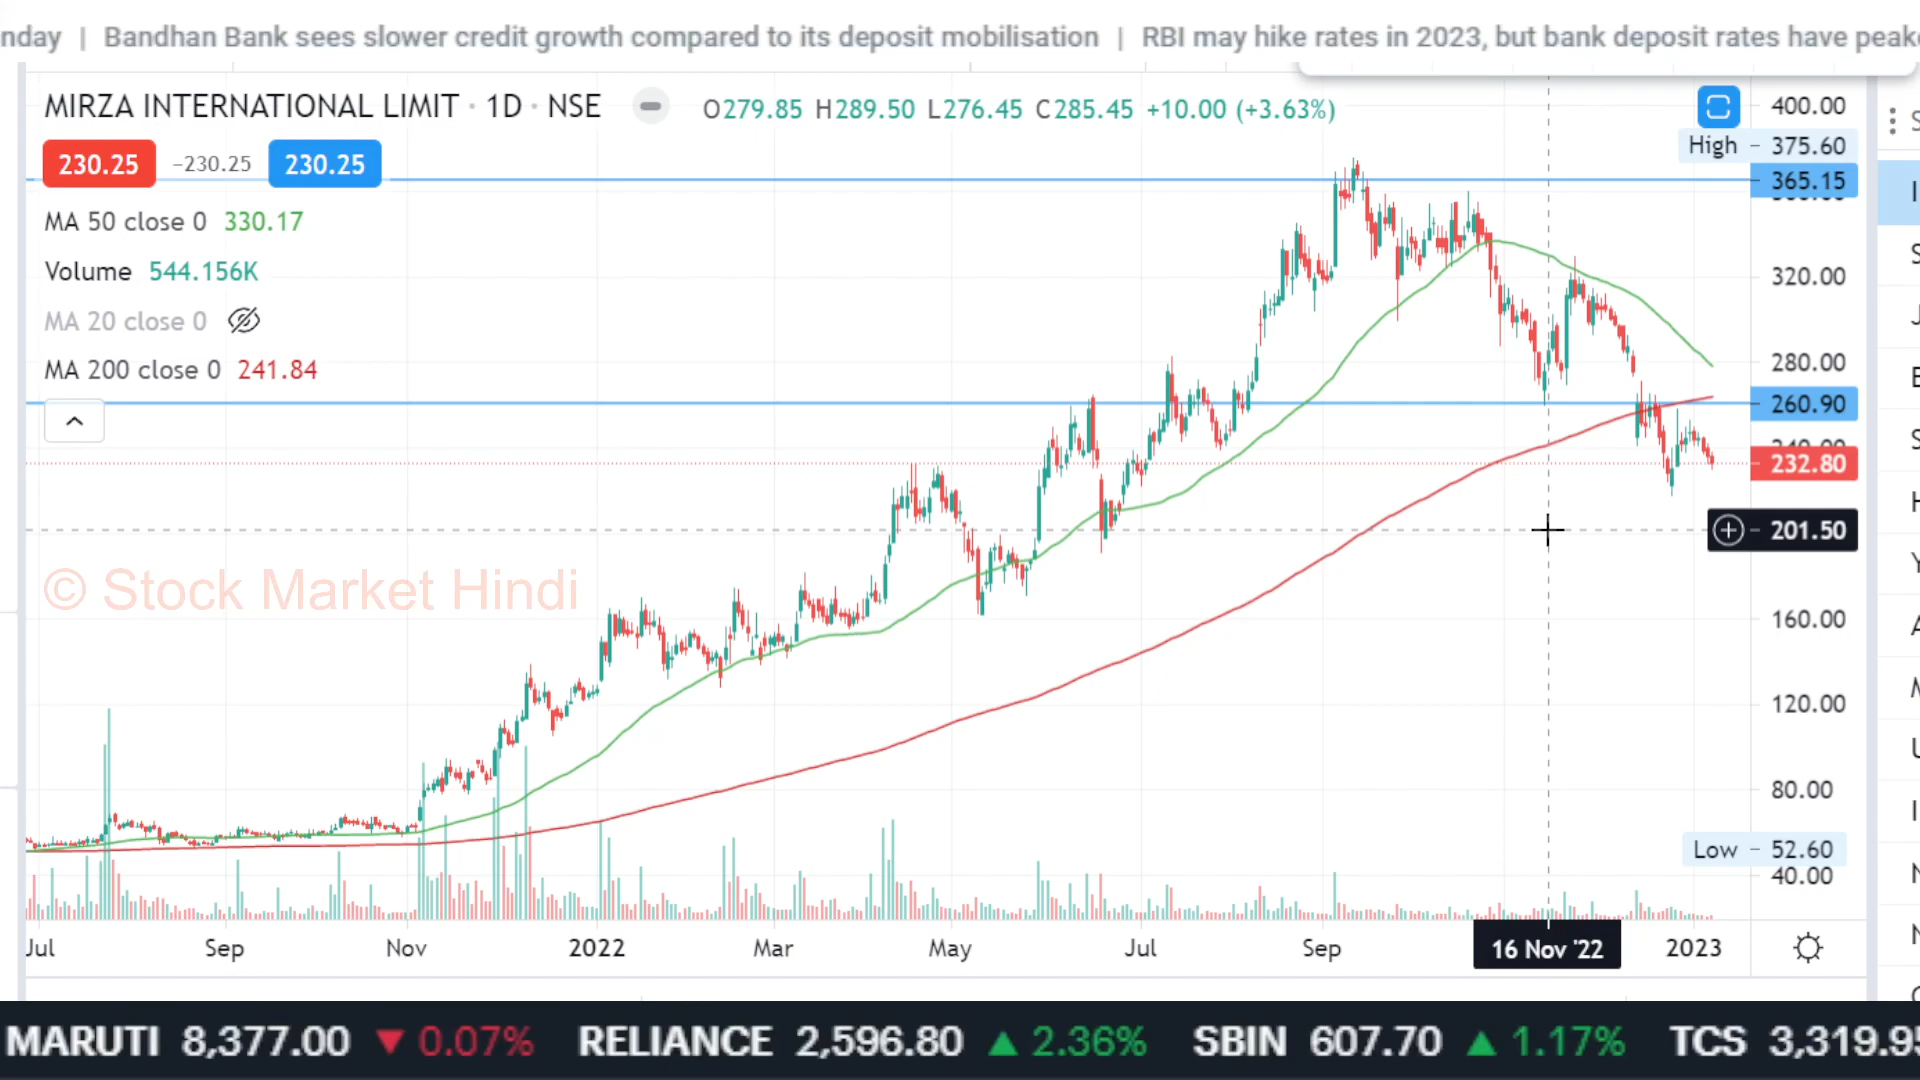 nday | Bandhan Bank sees slower credit growth compared to its deposit mobilisation | RBI may hike rates in 2023, but bank deposit rates have peak
MIRZA INTERNATIONAL LIMIT · 1D · NSE O279.85 H289.50 L276.45 C285.45 +10.00 (+3.63%)
230.25 −230.25 230.25
MA 50 close 0 330.17
Volume 544.156K
MA 20 close 0
MA 200 close 0 241.84
400.00
High 375.60
365.15
320.00
280.00
260.90
240.00
232.80
201.50
160.00
120.00
80.00
Low 52.60
40.00
© Stock Market Hindi
Jul Sep Nov 2022 Mar May Jul Sep 16 Nov '22 2023
MARUTI 8,377.00 ▼ 0.07% RELIANCE 2,596.80 ▲ 2.36% SBIN 607.70 ▲ 1.17% TCS 3,319.95